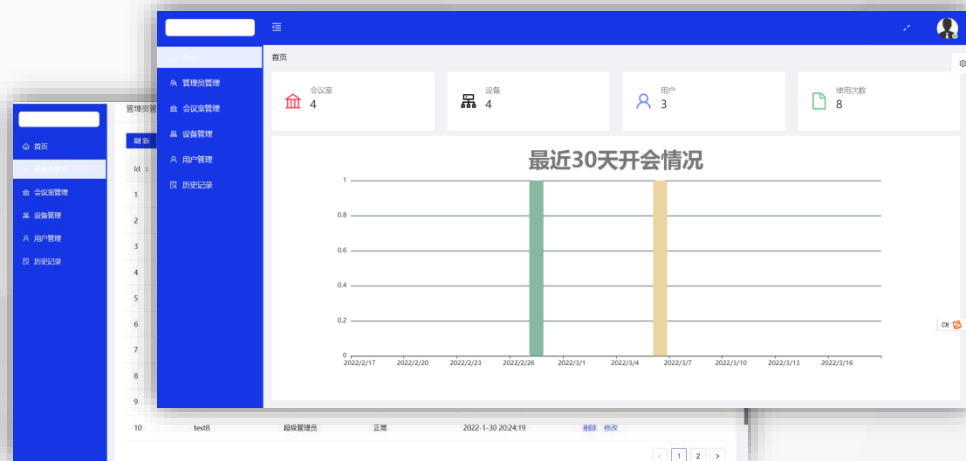 首页
会议室
4
设备
4
用户
3
使用次数
8
管理员管理
会议室管理
设备管理
用户管理
历史记录
最近30天开会情况
1
0.8
0.6
0.4
0.2
0
2022/2/17 2022/2/20 2022/2/23 2022/2/26 2022/3/1 2022/3/4 2022/3/7 2022/3/10 2022/3/13 2022/3/16
CH
管理员管
刷新
首页
会议室管理
设备管理
用户管理
历史记录
Id
1
2
3
4
5
6
7
8
9
10 test8 超级管理员 正常 2022-1-30 20:24:19 删除 修改
< 1 2 >